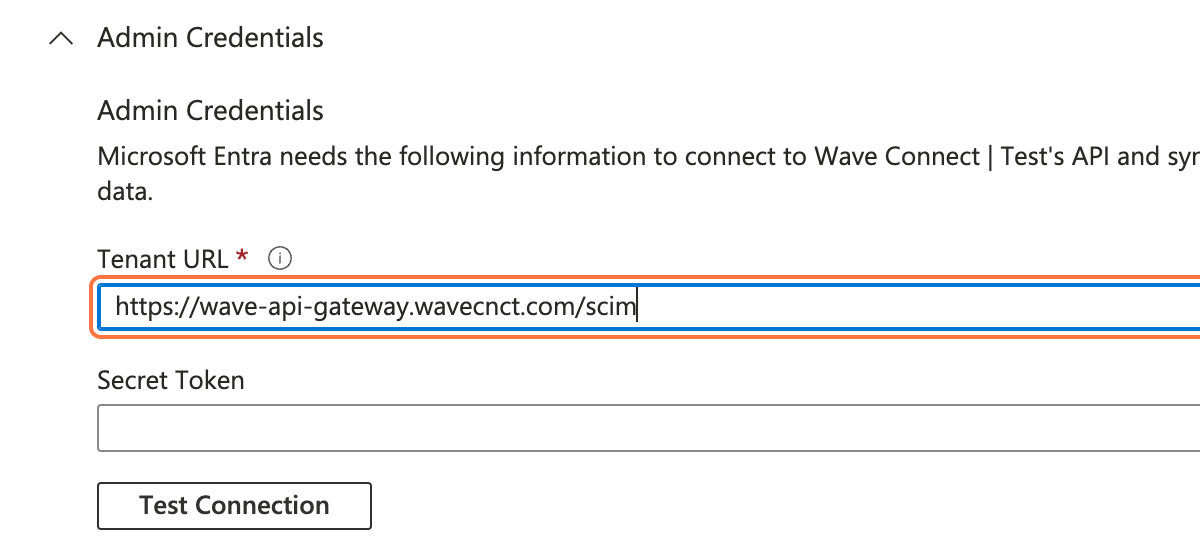 Admin Credentials
Admin Credentials
Microsoft Entra needs the following information to connect to Wave Connect | Test's API and syn
data.
Tenant URL *
https://wave-api-gateway.wavecnct.com/scim
Secret Token
Test Connection